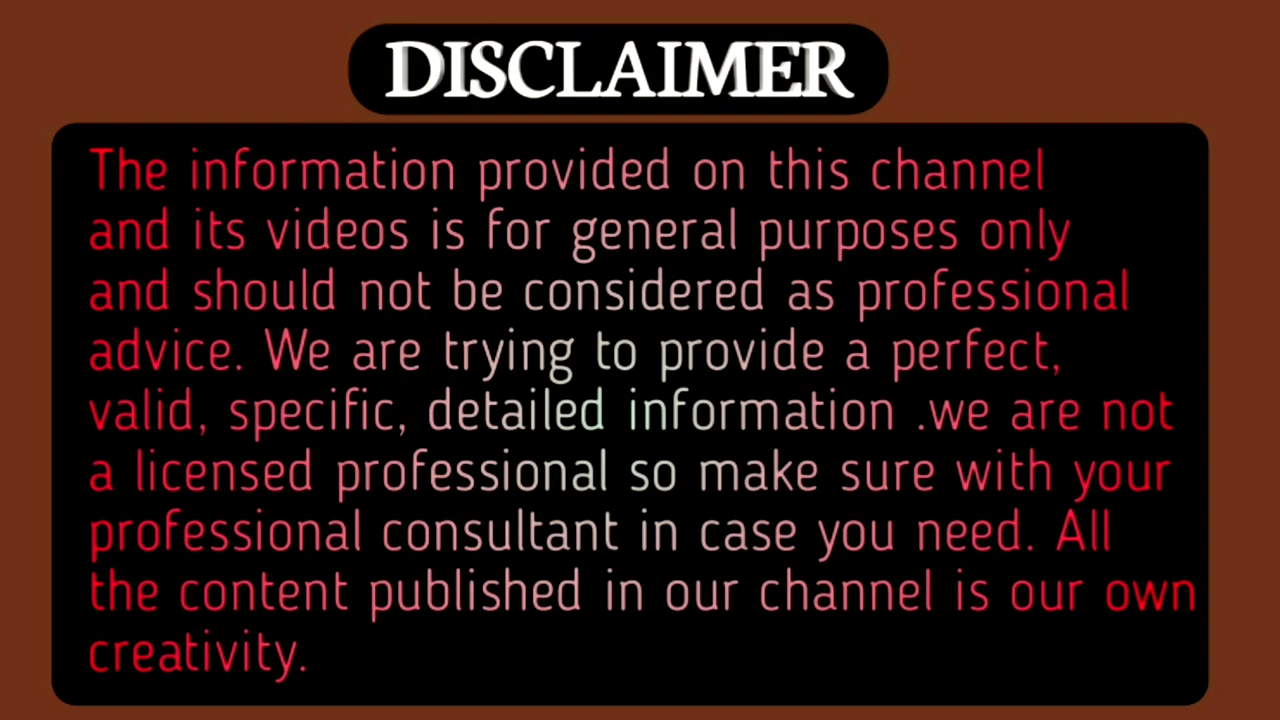 DISCLAIMER
The information provided on this channel
and its videos is for general purposes only
and should not be considered as professional
advice. We are trying to provide a perfect,
valid, specific, detailed information .we are not
a licensed professional so make sure with your
professional consultant in case you need. All
the content published in our channel is our own
creativity.